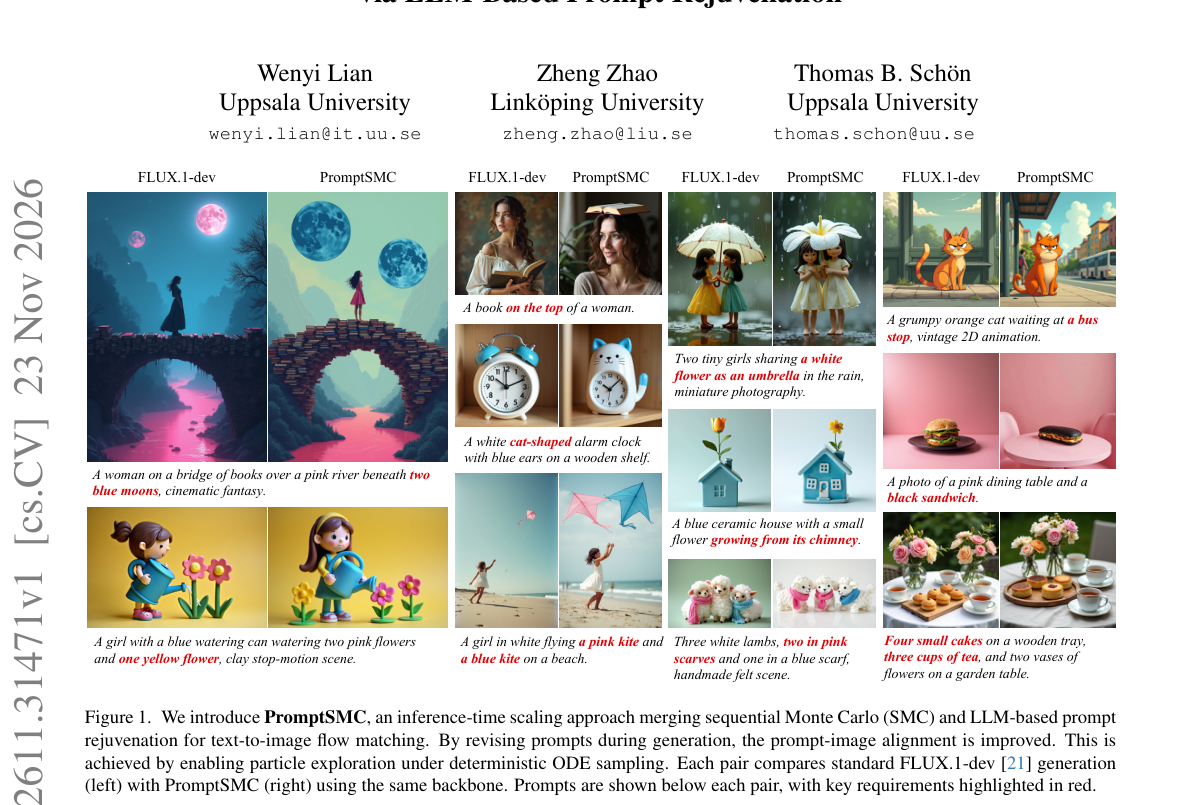 via LLM-Based Prompt Rejuvenation
Wenyi Lian
Uppsala University
wenyi.lian@it.uu.se
Zheng Zhao
Linköping University
zheng.zhao@liu.se
Thomas B. Schön
Uppsala University
thomas.schon@uu.se
2611.31471v1 [cs.CV] 23 Nov 2026
FLUX.1-dev
PromptSMC
A woman on a bridge of books over a pink river beneath two
blue moons, cinematic fantasy.
A girl with a blue watering can watering two pink flowers
and one yellow flower, clay stop-motion scene.
FLUX.1-dev
PromptSMC
A book on the top of a woman.
A white cat-shaped alarm clock
with blue ears on a wooden shelf.
A girl in white flying a pink kite and
a blue kite on a beach.
FLUX.1-dev
PromptSMC
Two tiny girls sharing a white
flower as an umbrella in the rain,
miniature photography.
A blue ceramic house with a small
flower growing from its chimney.
Three white lambs, two in pink
scarves and one in a blue scarf,
handmade felt scene.
FLUX.1-dev
PromptSMC
A grumpy orange cat waiting at a bus
stop, vintage 2D animation.
A photo of a pink dining table and a
black sandwich.
Four small cakes on a wooden tray,
three cups of tea, and two vases of
flowers on a garden table.
Figure 1. We introduce PromptSMC, an inference-time scaling approach merging sequential Monte Carlo (SMC) and LLM-based prompt
rejuvenation for text-to-image flow matching. By revising prompts during generation, the prompt-image alignment is improved. This is
achieved by enabling particle exploration under deterministic ODE sampling. Each pair compares standard FLUX.1-dev [21] generation
(left) with PromptSMC (right) using the same backbone. Prompts are shown below each pair, with key requirements highlighted in red.